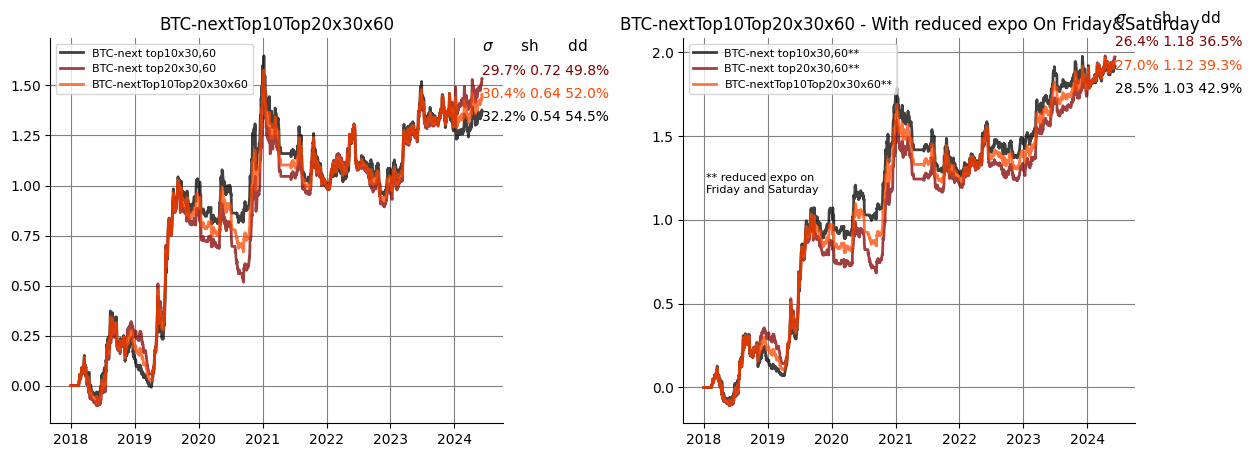 BTC-nextTop10Top20x30x60
σ sh dd
BTC-next top10x30,60
BTC-next top20x30,60
BTC-nextTop10Top20x30x60
29.7% 0.72 49.8%
30.4% 0.64 52.0%
32.2% 0.54 54.5%
1.50
1.25
1.00
0.75
0.50
0.25
0.00
2018 2019 2020 2021 2022 2023 2024
BTC-nextTop10Top20x30x60 - With reduced expo On Friday&Saturday
σ sh dd
BTC-next top10x30,60**
BTC-next top20x30,60**
BTC-nextTop10Top20x30x60**
26.4% 1.18 36.5%
27.0% 1.12 39.3%
28.5% 1.03 42.9%
** reduced expo on
Friday and Saturday
2.0
1.5
1.0
0.5
0.0
2018 2019 2020 2021 2022 2023 2024